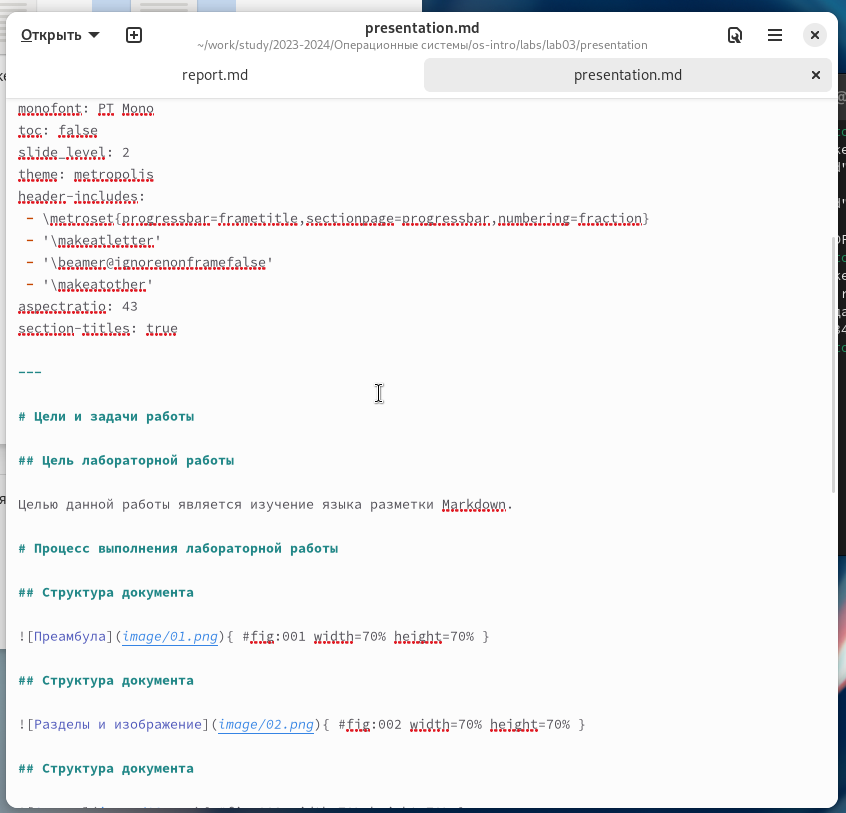 Открыть
presentation.md
~/work/study/2023-2024/Операционные системы/os-intro/labs/lab03/presentation
report.md
presentation.md
monofont: PT Mono
toc: false
slide_level: 2
theme: metropolis
header-includes:
- \metroset{progressbar=frametitle,sectionpage=progressbar,numbering=fraction}
- '\makeatletter'
- '\beamer@ignorenonframefalse'
- '\makeatother'
aspectratio: 43
section-titles: true
---
# Цели и задачи работы
## Цель лабораторной работы
Целью данной работы является изучение языка разметки Markdown.
# Процесс выполнения лабораторной работы
## Структура документа
![Преамбула](image/01.png){ #fig:001 width=70% height=70% }
## Структура документа
![Разделы и изображение](image/02.png){ #fig:002 width=70% height=70% }
## Структура документа